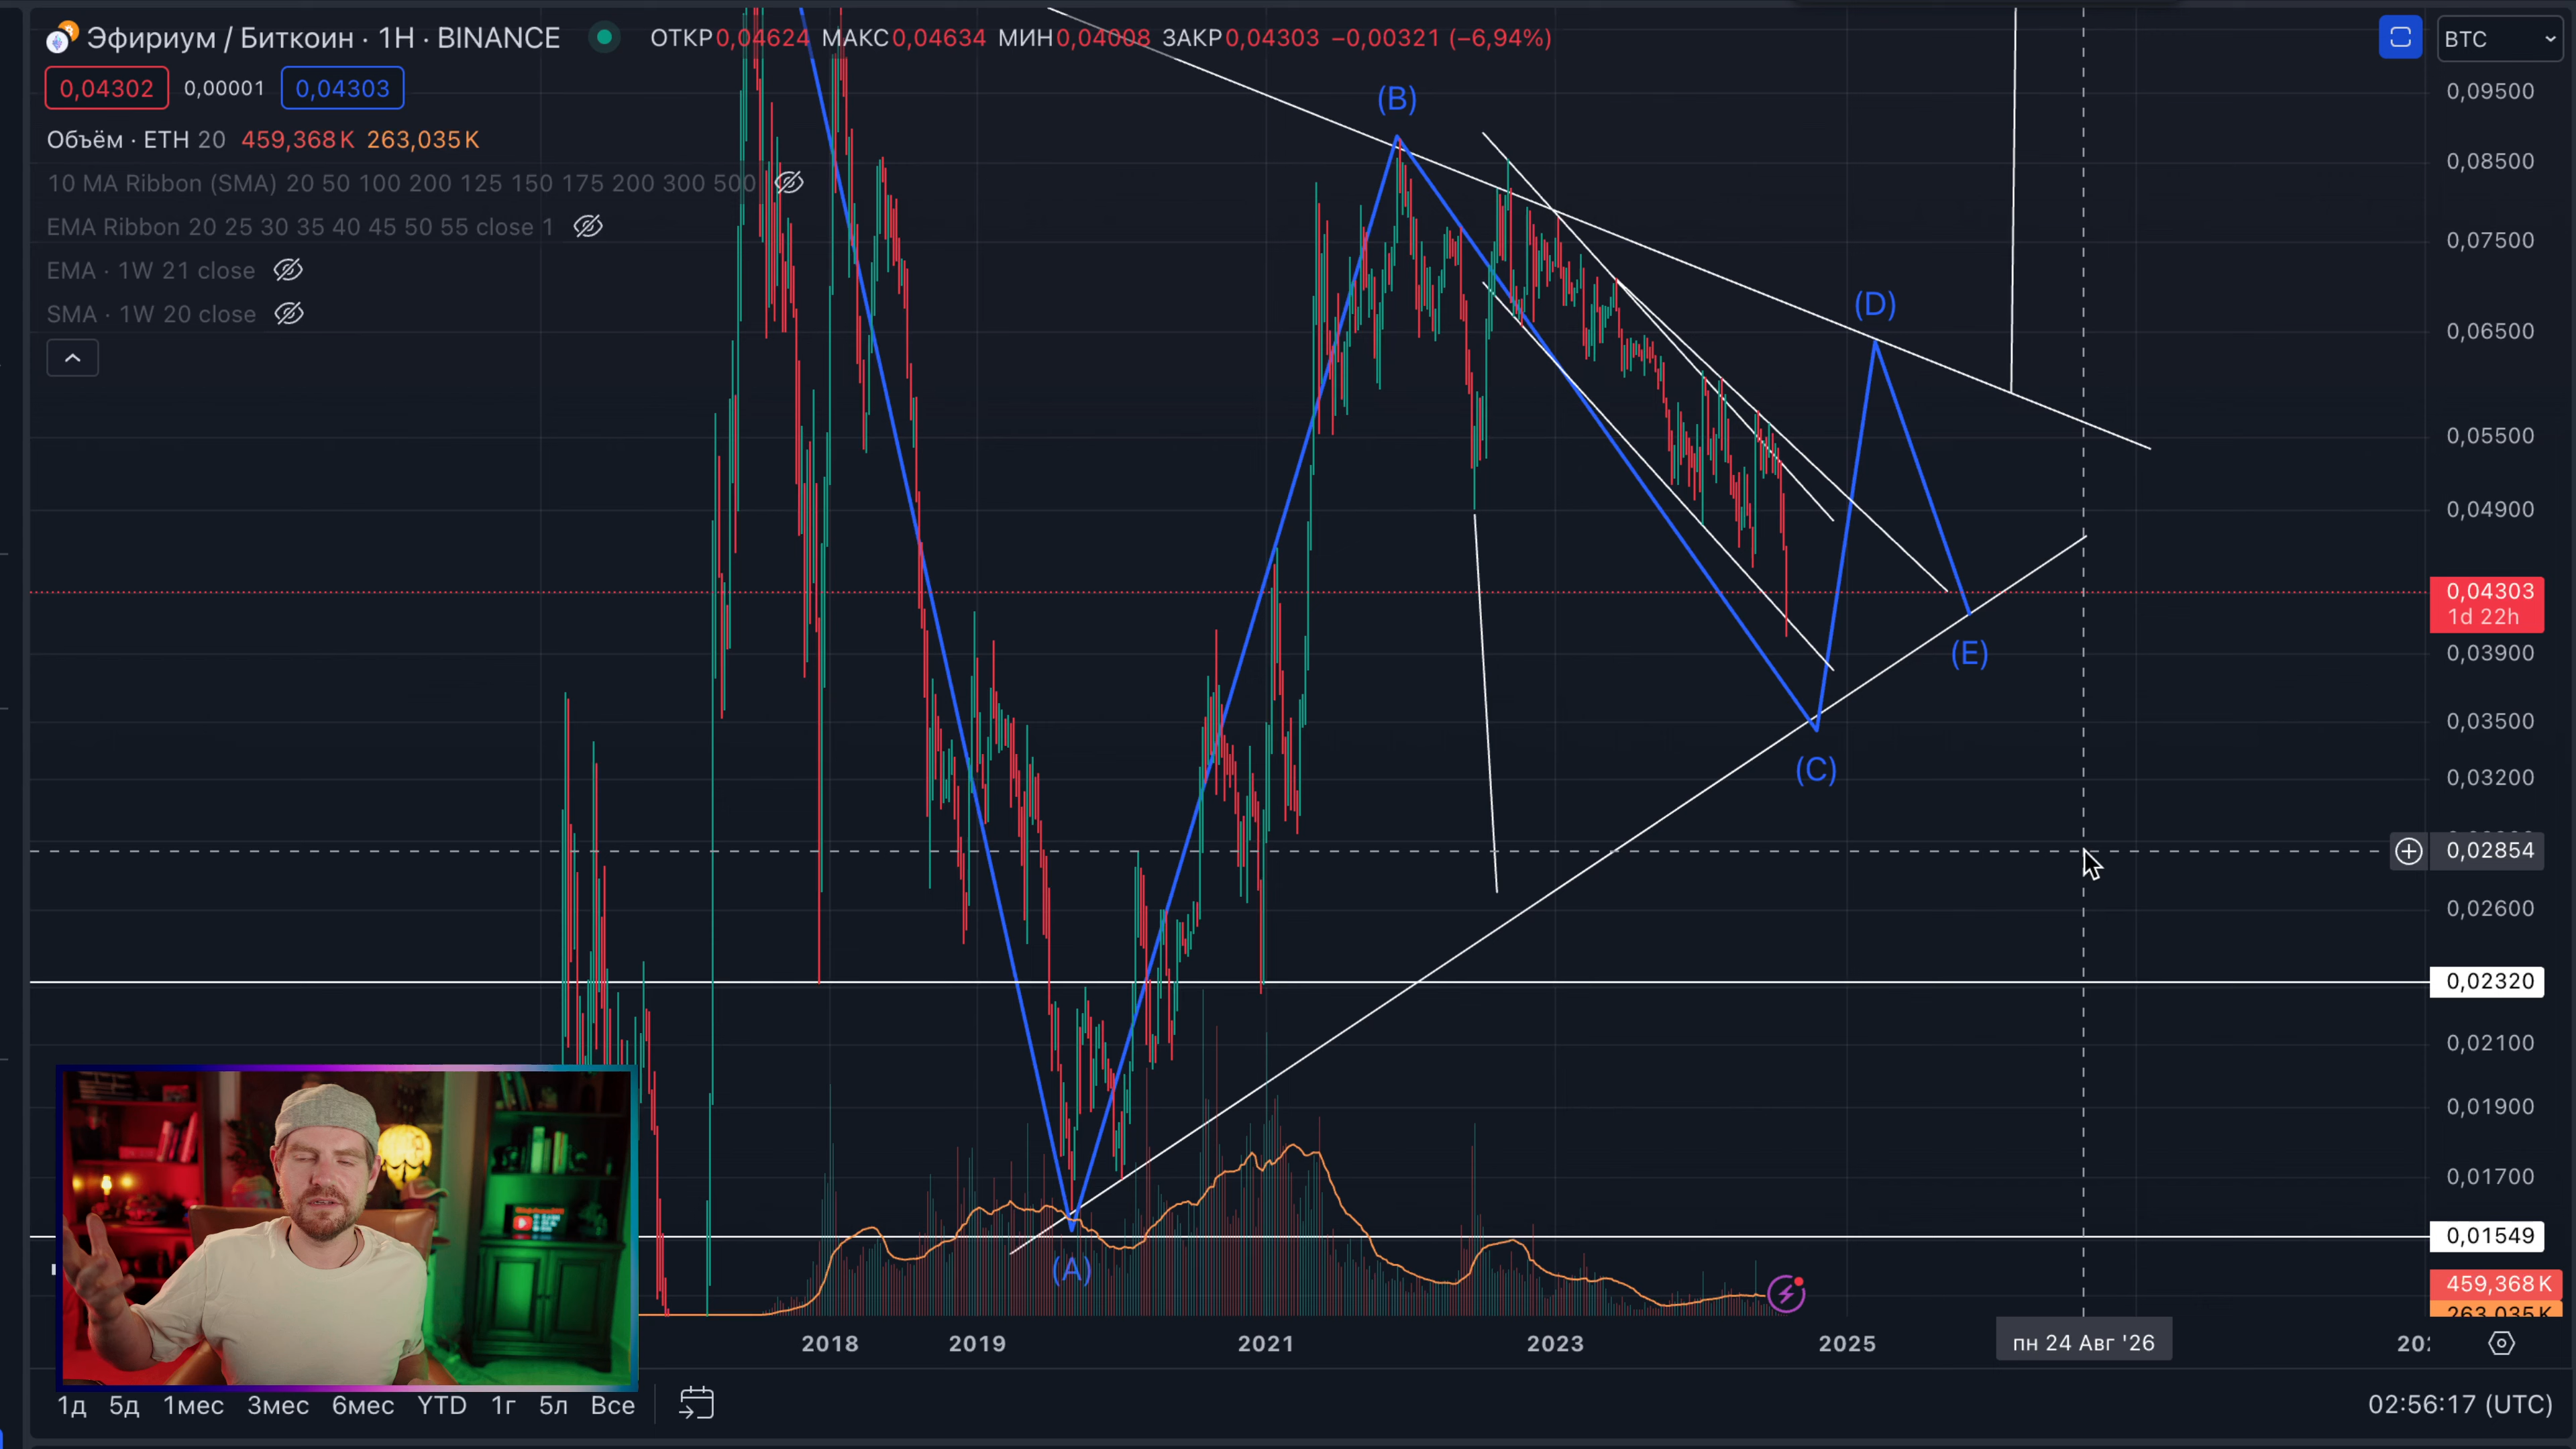 Эфириум / Биткоин · 1Н · BINANCE ОТКР0,04624 МАКС0,04634 МИН0,04008 ЗАКР0,04303 −0,00321 (−6,94%)
BTC
0,04302 0,00001 0,04303
Объём · ETH 20 459,368K 263,035K
10 MA Ribbon (SMA) 20 50 100 200 125 150 175 200 300 500
EMA Ribbon 20 25 30 35 40 45 50 55 close 1
EMA · 1W 21 close
SMA · 1W 20 close
(B)
(D)
(E)
(C)
(A)
0,09500
0,08500
0,07500
0,06500
0,05500
0,04900
0,04303
1d 22h
0,03900
0,03500
0,03200
0,02854
0,02600
0,02320
0,02100
0,01900
0,01700
0,01549
459,368K
263,035K
2018 2019 2021 2023 2025 пн 24 Авг '26
1д 5д 1мес 3мес 6мес YTD 1г 5л Все
02:56:17 (UTC)